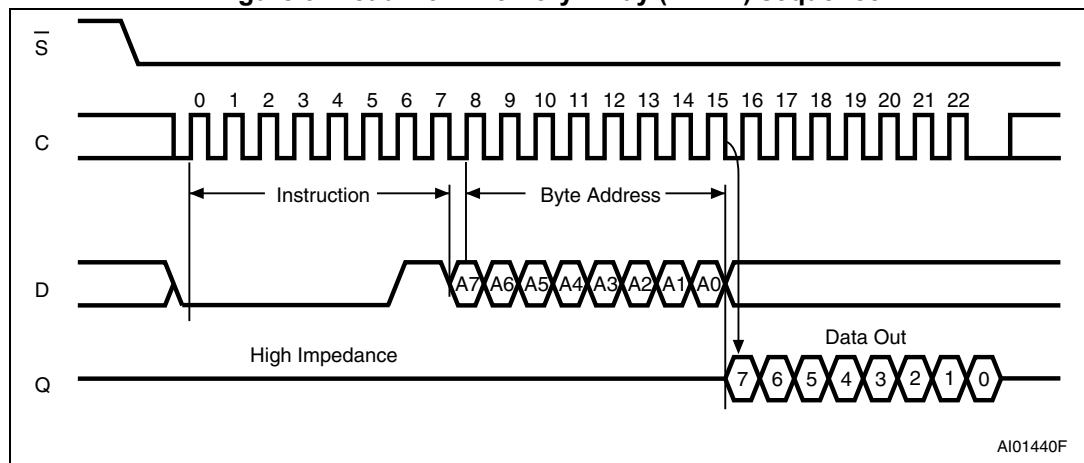 S
0 1 2 3 4 5 6 7 8 9 10 11 12 13 14 15 16 17 18 19 20 21 22
C
Instruction Byte Address
D
A7 A6 A5 A4 A3 A2 A1 A0
Data Out
High Impedance
Q
7 6 5 4 3 2 1 0
AI01440F